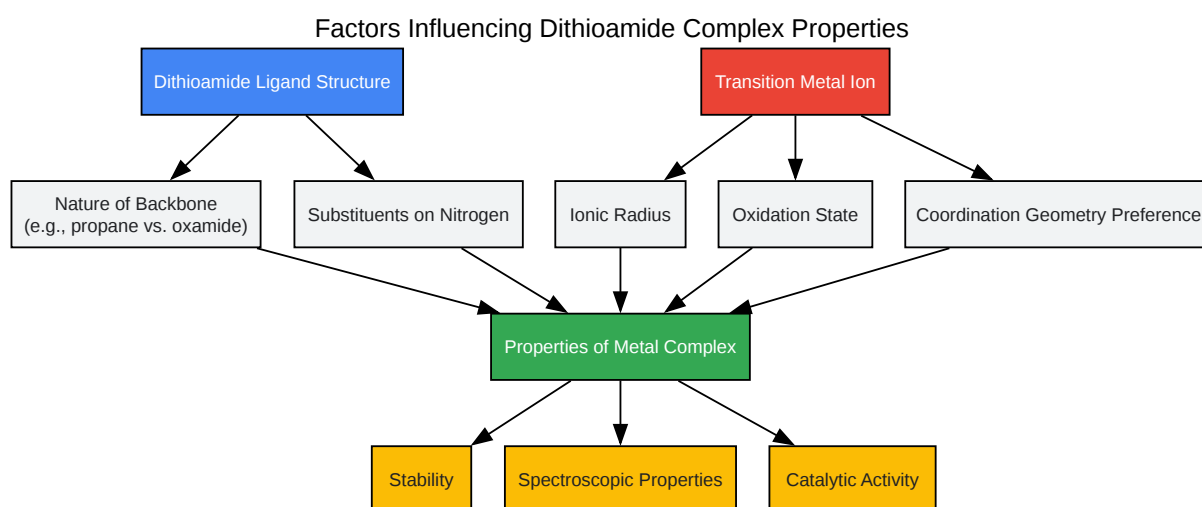 Factors Influencing Dithioamide Complex Properties
Dithioamide Ligand Structure
Transition Metal Ion
Nature of Backbone
(e.g., propane vs. oxamide)
Substituents on Nitrogen
Ionic Radius
Oxidation State
Coordination Geometry Preference
Properties of Metal Complex
Stability
Spectroscopic Properties
Catalytic Activity